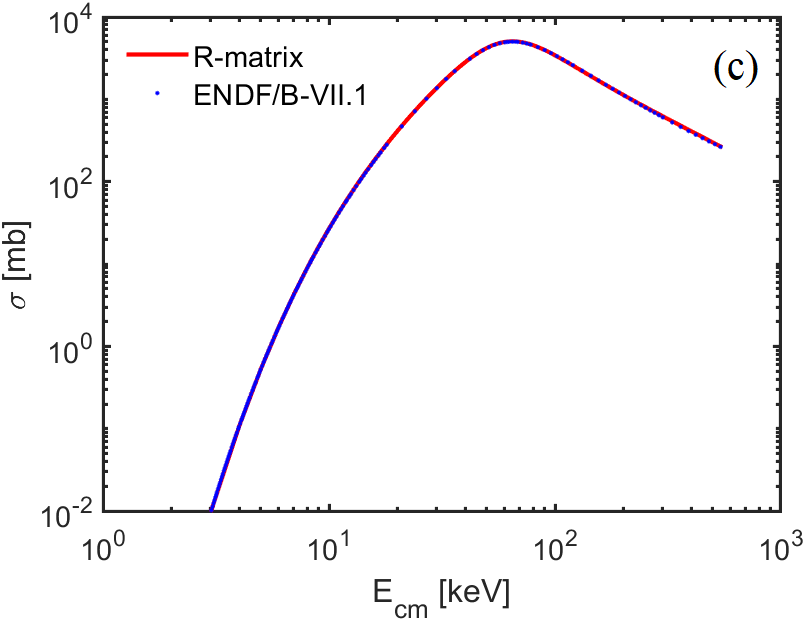 10^4
R-matrix
(c)
ENDF/B-VII.1
10^2
σ [mb]
10^0
10^-2
10^0
10^1
10^2
10^3
E_cm [keV]